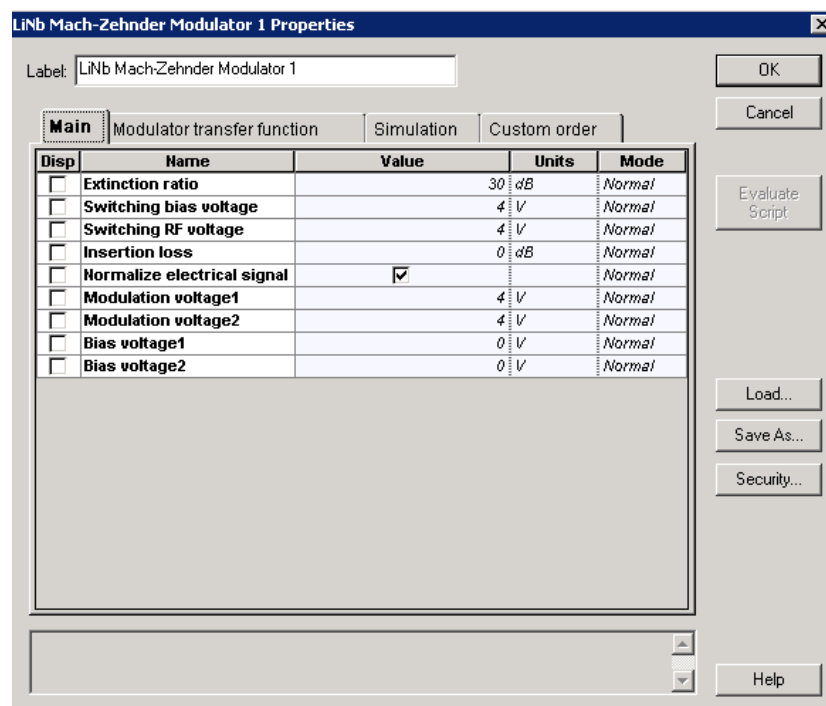 LiNb Mach-Zehnder Modulator 1 Properties
Label: LiNb Mach-Zehnder Modulator 1
OK
Cancel
Main Modulator transfer function Simulation Custom order
Disp Name Value Units Mode
Extinction ratio 30 dB Normal
Switching bias voltage 4 V Normal
Switching RF voltage 4 V Normal
Insertion loss 0 dB Normal
Normalize electrical signal Normal
Modulation voltage1 4 V Normal
Modulation voltage2 4 V Normal
Bias voltage1 0 V Normal
Bias voltage2 0 V Normal
Evaluate
Script
Load...
Save As...
Security...
Help